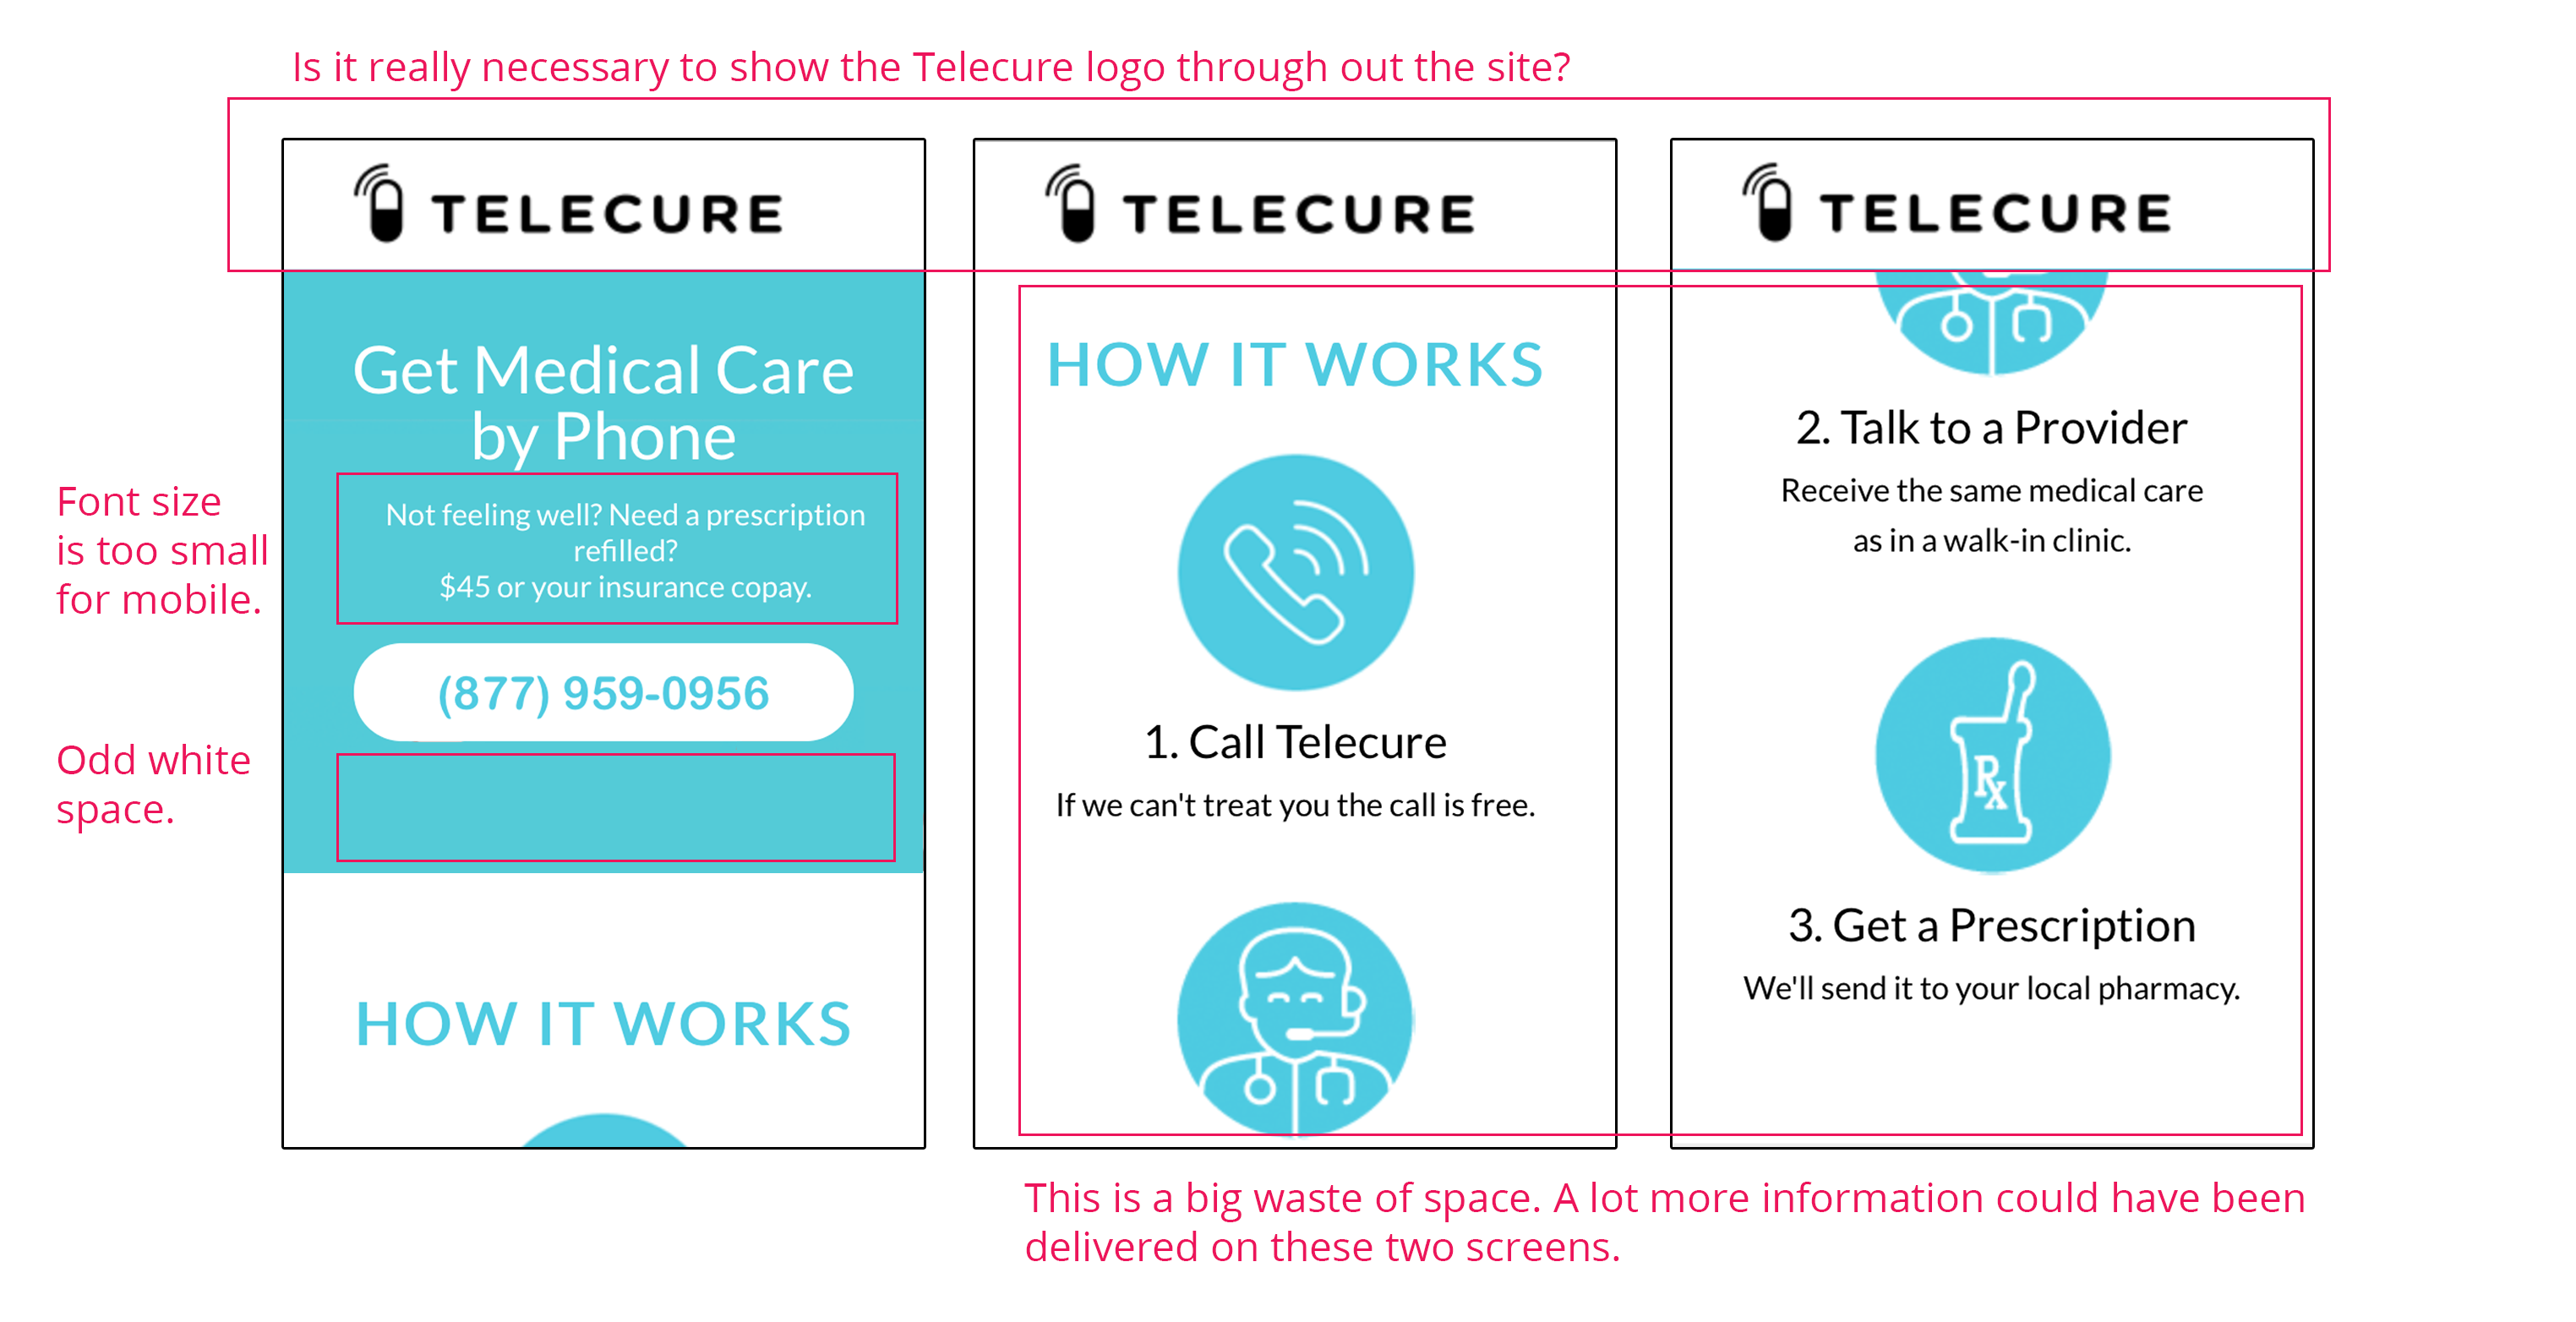 Is it really necessary to show the Telecure logo through out the site?
TELECURE
TELECURE
TELECURE
Get Medical Care
by Phone
Font size
is too small
for mobile.
Not feeling well? Need a prescription
refilled?
$45 or your insurance copay.
(877) 959-0956
Odd white
space.
HOW IT WORKS
HOW IT WORKS
1. Call Telecure
If we can't treat you the call is free.
2. Talk to a Provider
Receive the same medical care
as in a walk-in clinic.
Rx
3. Get a Prescription
We'll send it to your local pharmacy.
This is a big waste of space. A lot more information could have been
delivered on these two screens.